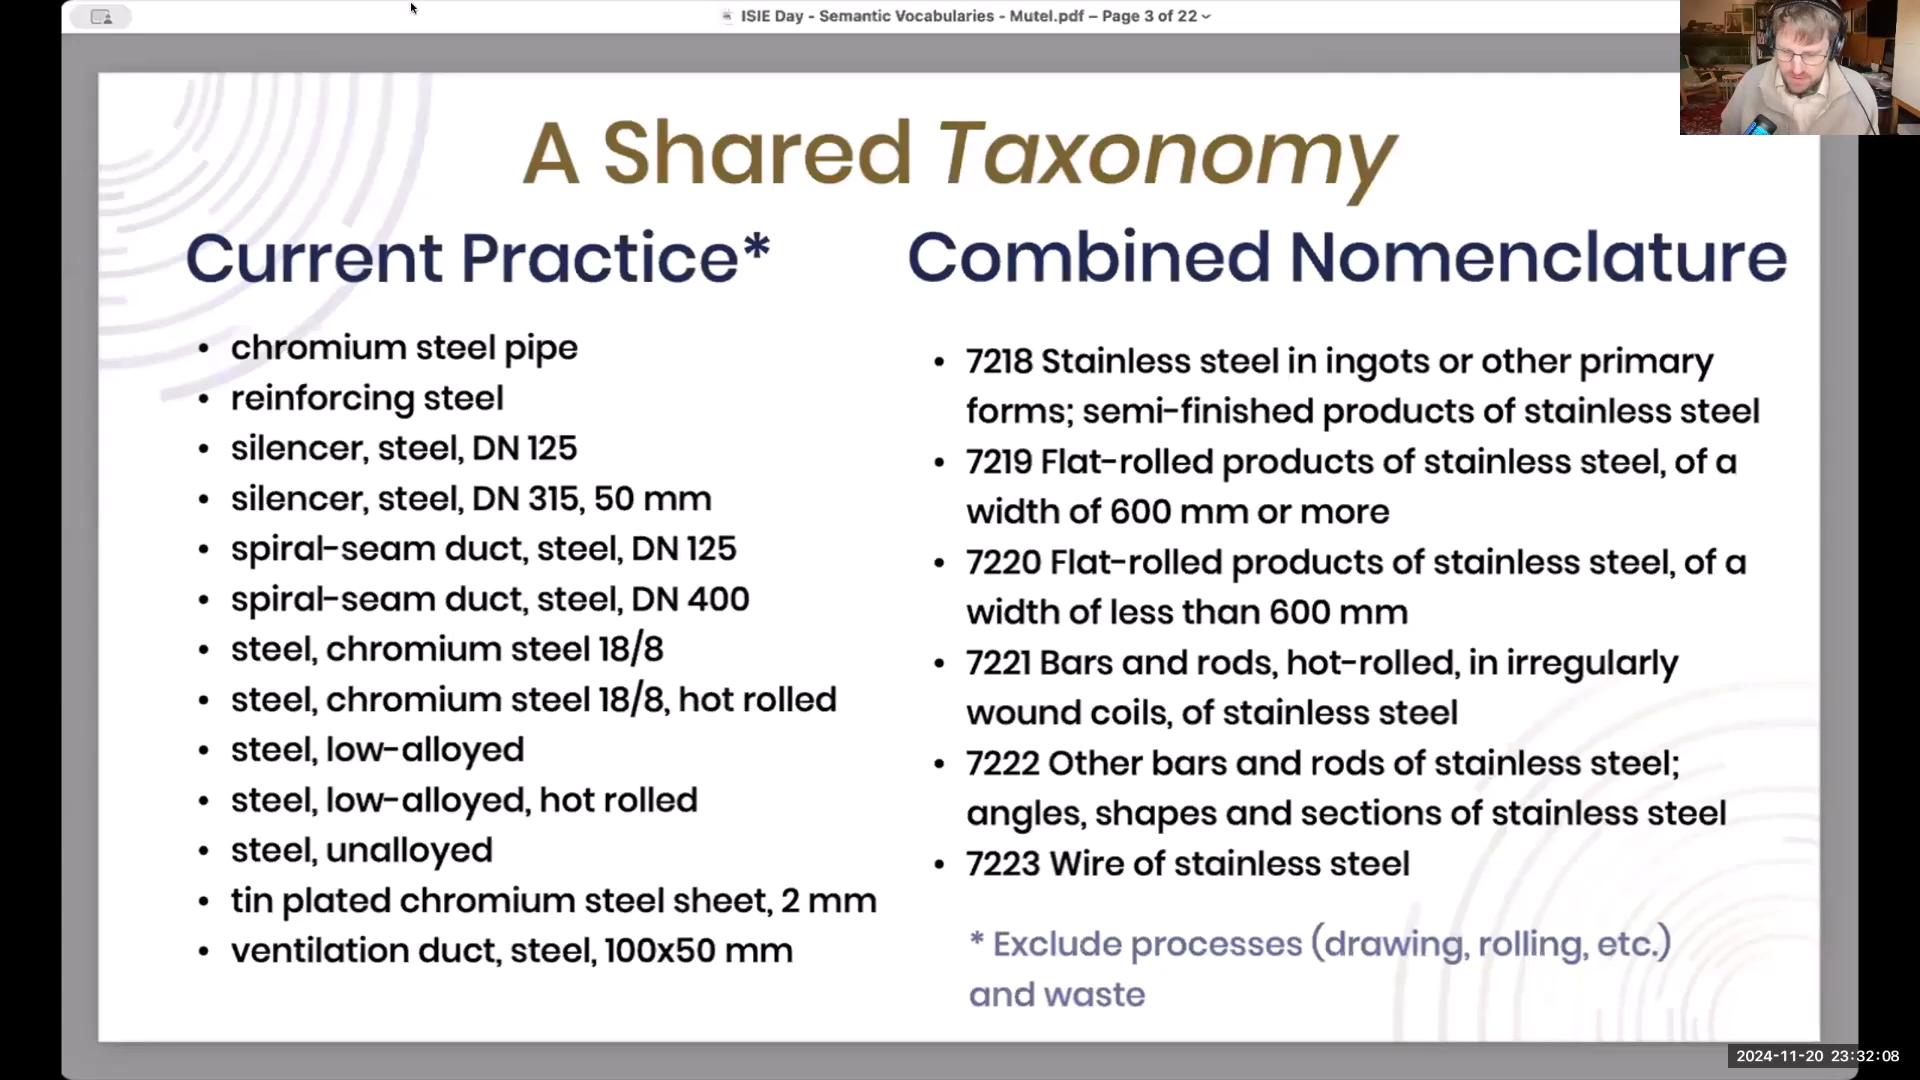 ISIE Day - Semantic Vocabularies - Mutel.pdf – Page 3 of 22
A Shared Taxonomy
Current Practice*
• chromium steel pipe
• reinforcing steel
• silencer, steel, DN 125
• silencer, steel, DN 315, 50 mm
• spiral-seam duct, steel, DN 125
• spiral-seam duct, steel, DN 400
• steel, chromium steel 18/8
• steel, chromium steel 18/8, hot rolled
• steel, low-alloyed
• steel, low-alloyed, hot rolled
• steel, unalloyed
• tin plated chromium steel sheet, 2 mm
• ventilation duct, steel, 100x50 mm
Combined Nomenclature
• 7218 Stainless steel in ingots or other primary
forms; semi-finished products of stainless steel
• 7219 Flat-rolled products of stainless steel, of a
width of 600 mm or more
• 7220 Flat-rolled products of stainless steel, of a
width of less than 600 mm
• 7221 Bars and rods, hot-rolled, in irregularly
wound coils, of stainless steel
• 7222 Other bars and rods of stainless steel;
angles, shapes and sections of stainless steel
• 7223 Wire of stainless steel
* Exclude processes (drawing, rolling, etc.)
and waste
2024-11-20 23:32:08